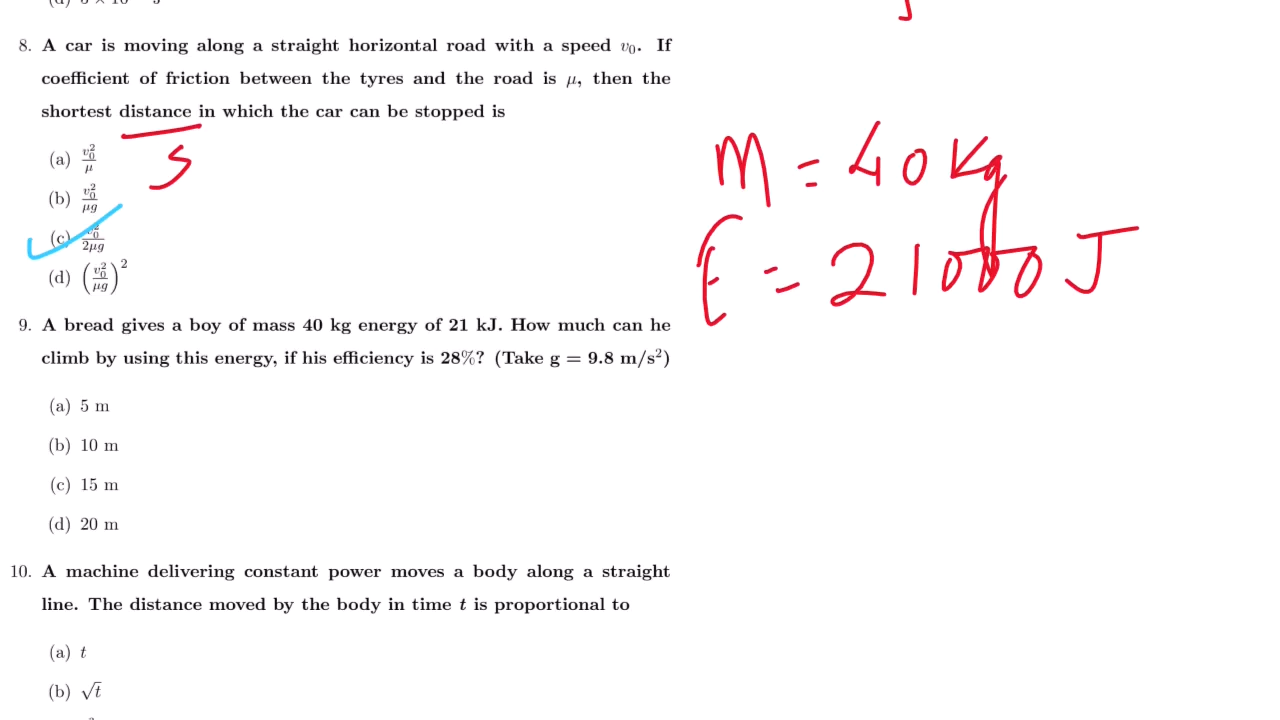 8. A car is moving along a straight horizontal road with a speed v₀. If
coefficient of friction between the tyres and the road is μ, then the
shortest distance in which the car can be stopped is
S
(a) v₀²/μ
(b) v₀²/μg
(c) v₀²/2μg
(d) (v₀²/μg)²
m = 40 Kg
E = 21000 J
9. A bread gives a boy of mass 40 kg energy of 21 kJ. How much can he
climb by using this energy, if his efficiency is 28%? (Take g = 9.8 m/s²)
(a) 5 m
(b) 10 m
(c) 15 m
(d) 20 m
10. A machine delivering constant power moves a body along a straight
line. The distance moved by the body in time t is proportional to
(a) t
(b) √t